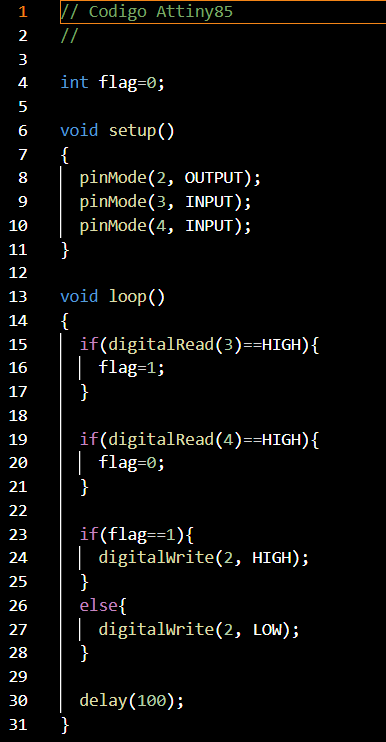 1 // Codigo Attiny85
2 //
3
4 int flag=0;
5
6 void setup()
7 {
8 pinMode(2, OUTPUT);
9 pinMode(3, INPUT);
10 pinMode(4, INPUT);
11 }
12
13 void loop()
14 {
15 if(digitalRead(3)==HIGH){
16 flag=1;
17 }
18
19 if(digitalRead(4)==HIGH){
20 flag=0;
21 }
22
23 if(flag==1){
24 digitalWrite(2, HIGH);
25 }
26 else{
27 digitalWrite(2, LOW);
28 }
29
30 delay(100);
31 }